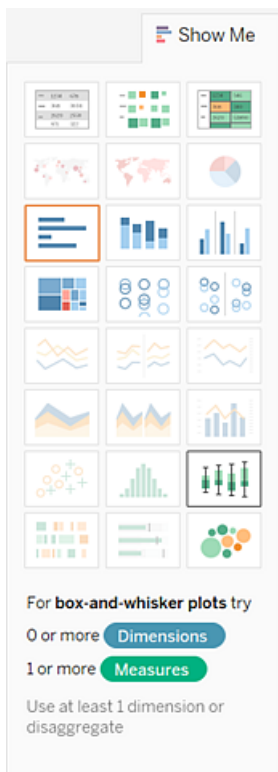 Show Me
For box-and-whisker plots try
0 or more Dimensions
1 or more Measures
Use at least 1 dimension or
disaggregate